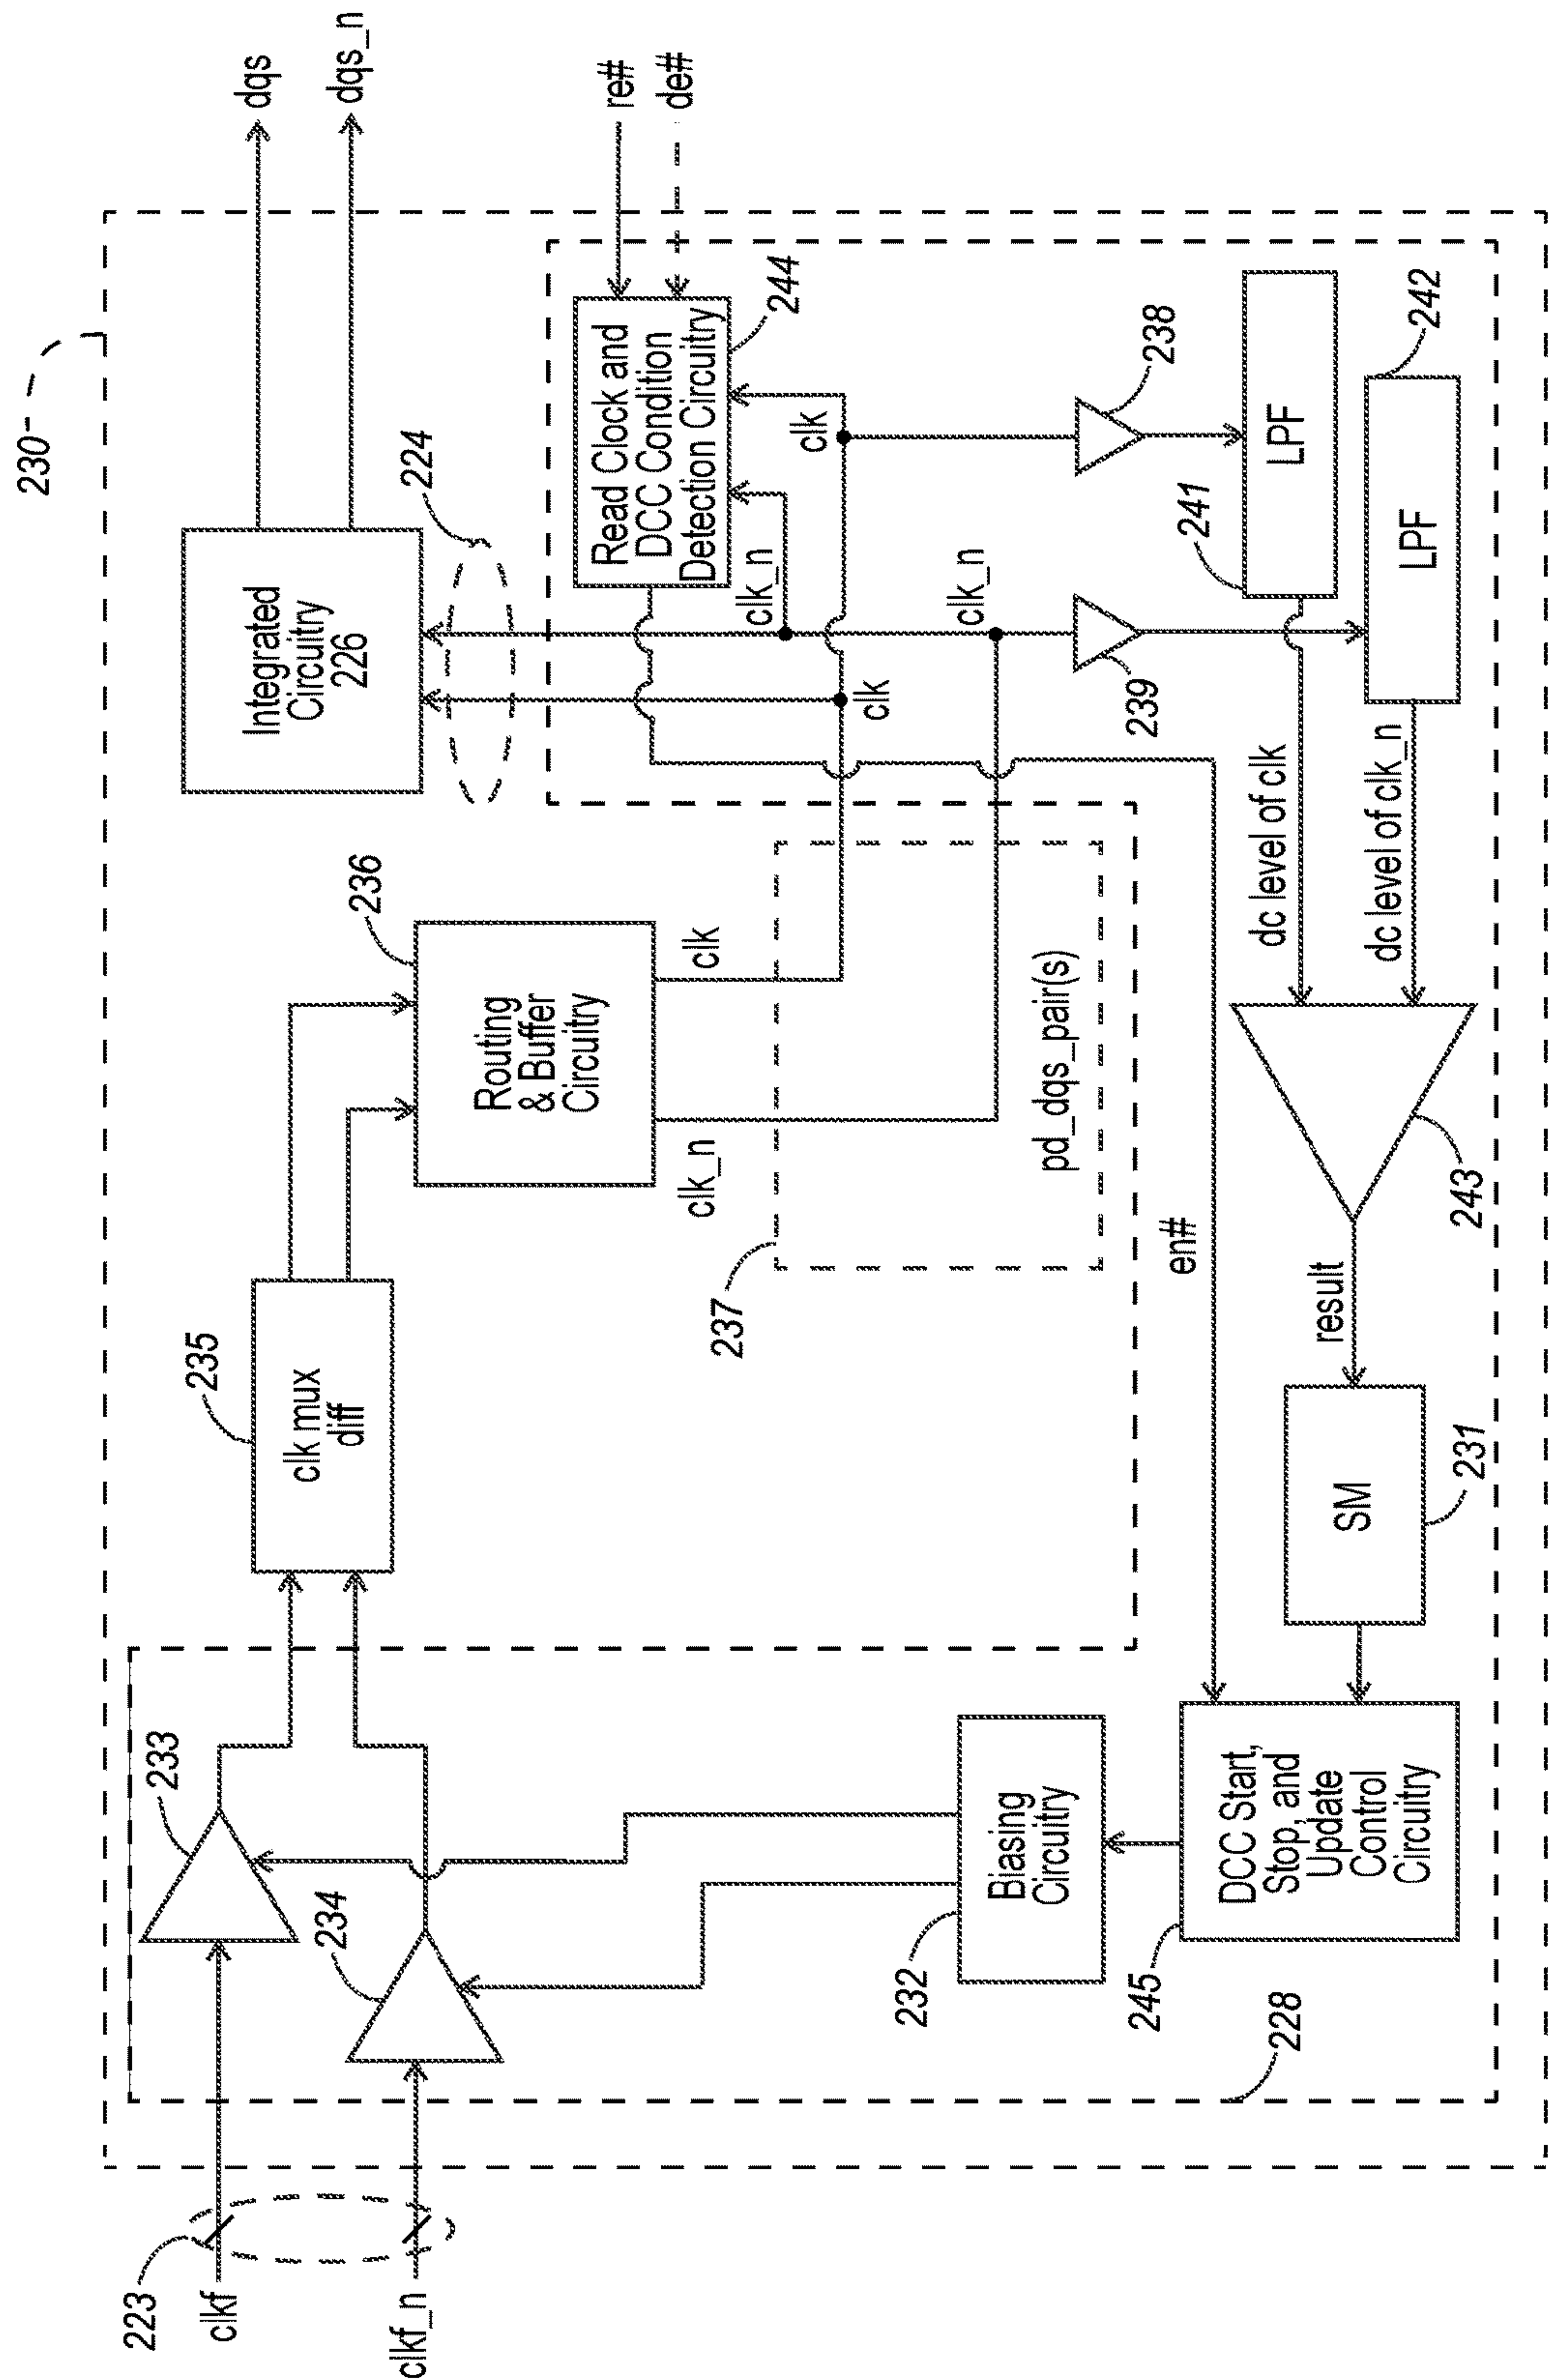 230
223
clkf
clkf_n
233
234
235
clk mux
diff
236
Routing
& Buffer
Circuitry
clk_n
clk
237
pd_dqs_pair(s)
Integrated
Circuitry
226
224
dqs
dqs_n
re#
de#
Read Clock and
DCC Condition
Detection Circuitry
244
clk_n
clk
clk
clk_n
238
239
241
LPF
242
LPF
dc level of clk
dc level of clk_n
243
result
SM
231
en#
DCC Start,
Stop, and
Update
Control
Circuitry
245
Biasing
Circuitry
232
228